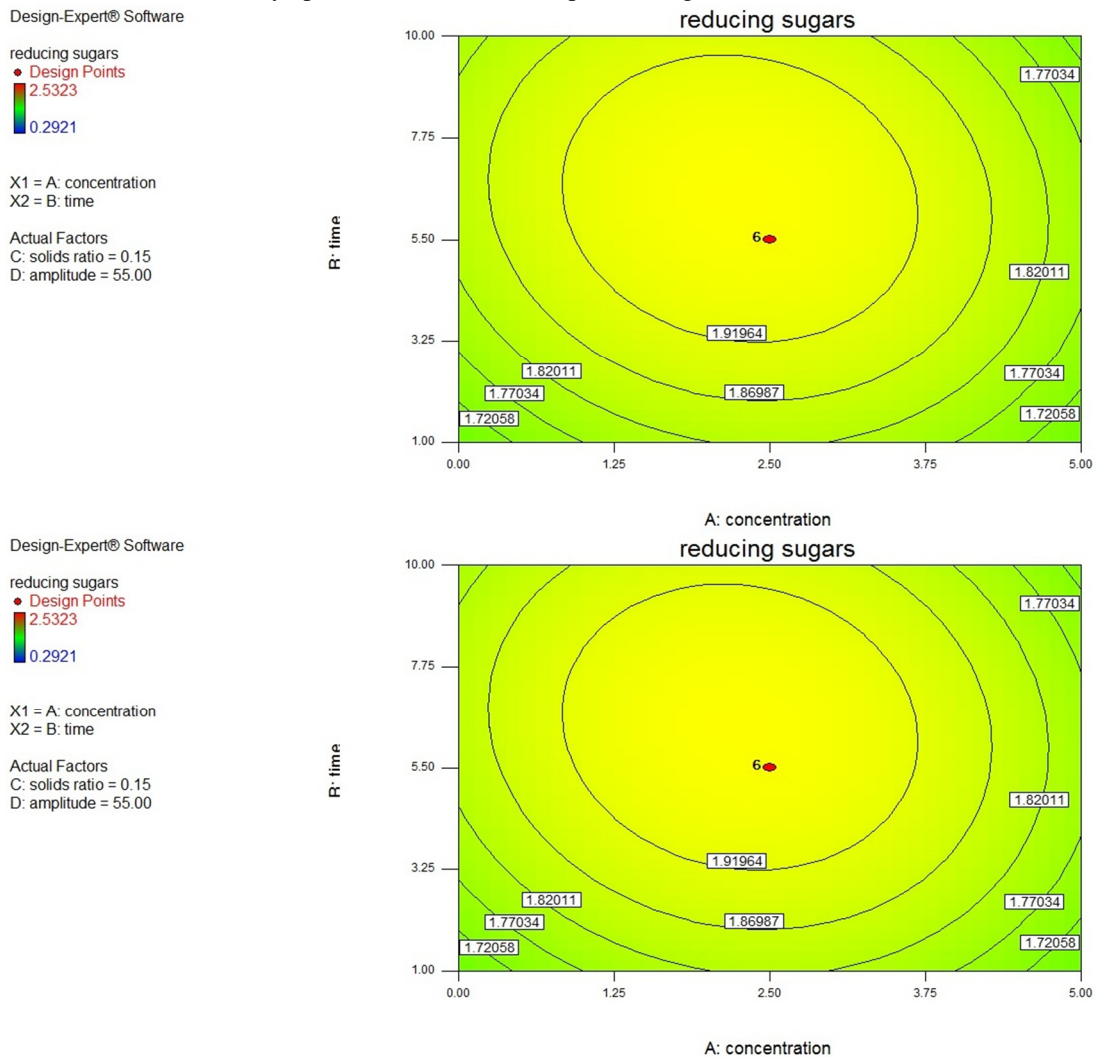 Design-Expert® Software
reducing sugars
Design Points
2.5323
0.2921
X1 = A: concentration
X2 = B: time
Actual Factors
C: solids ratio = 0.15
D: amplitude = 55.00
reducing sugars
10.00
7.75
5.50
3.25
1.00
0.00
1.25
2.50
3.75
5.00
A: concentration
1.77034
1.82011
6
1.91964
1.82011
1.86987
1.77034
1.77034
1.72058
1.72058
Design-Expert® Software
reducing sugars
Design Points
2.5323
0.2921
X1 = A: concentration
X2 = B: time
Actual Factors
C: solids ratio = 0.15
D: amplitude = 55.00
reducing sugars
10.00
7.75
5.50
3.25
1.00
0.00
1.25
2.50
3.75
5.00
A: concentration
1.77034
1.82011
6
1.91964
1.82011
1.86987
1.77034
1.77034
1.72058
1.72058